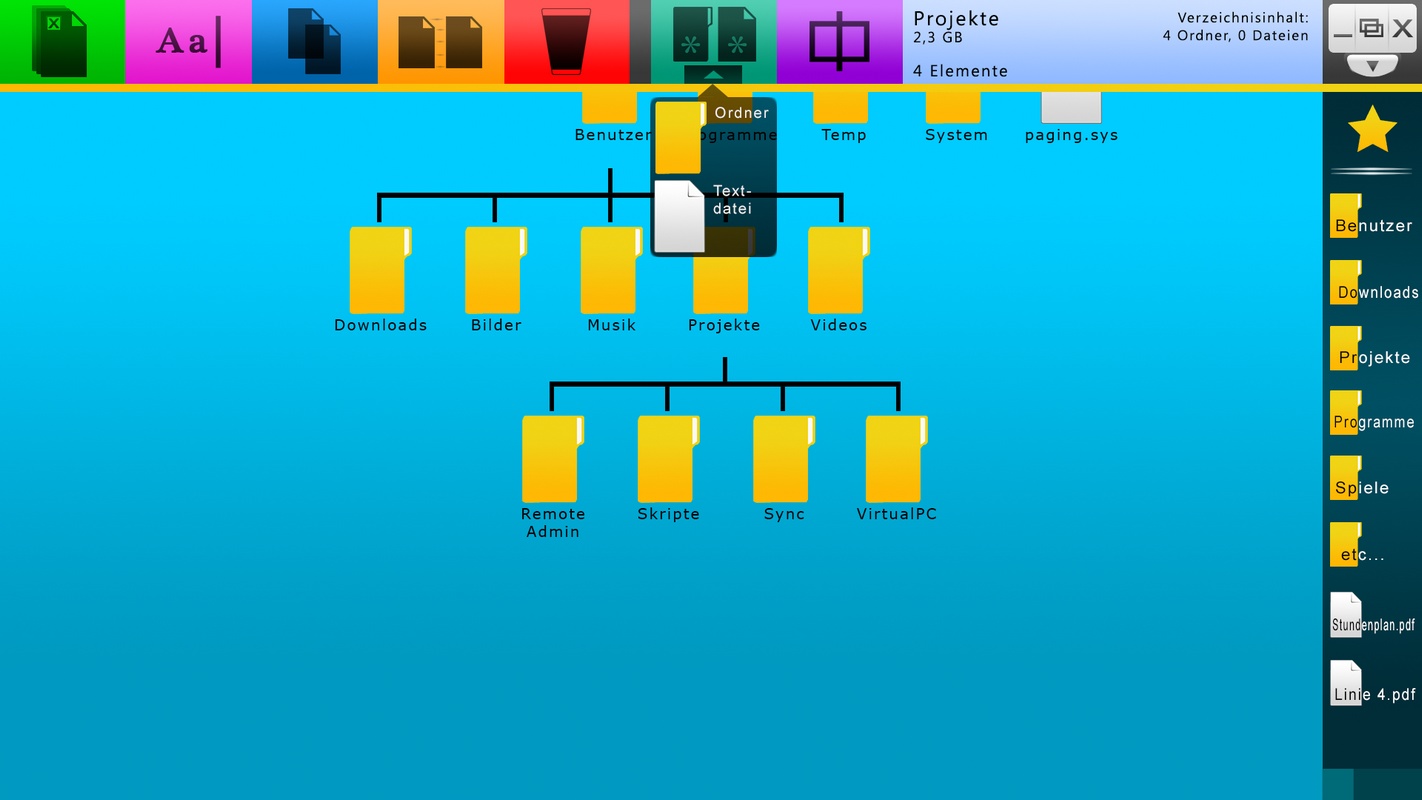 Aa
Projekte
2,3 GB
4 Elemente
Verzeichnisinhalt:
4 Ordner, 0 Dateien
Benutzer
ogramme
Temp
System
paging.sys
Ordner
Text-
datei
Downloads
Bilder
Musik
Projekte
Videos
Remote
Admin
Skripte
Sync
VirtualPC
Benutzer
Downloads
Projekte
Programme
Spiele
etc...
Stundenplan.pdf
Linie 4.pdf